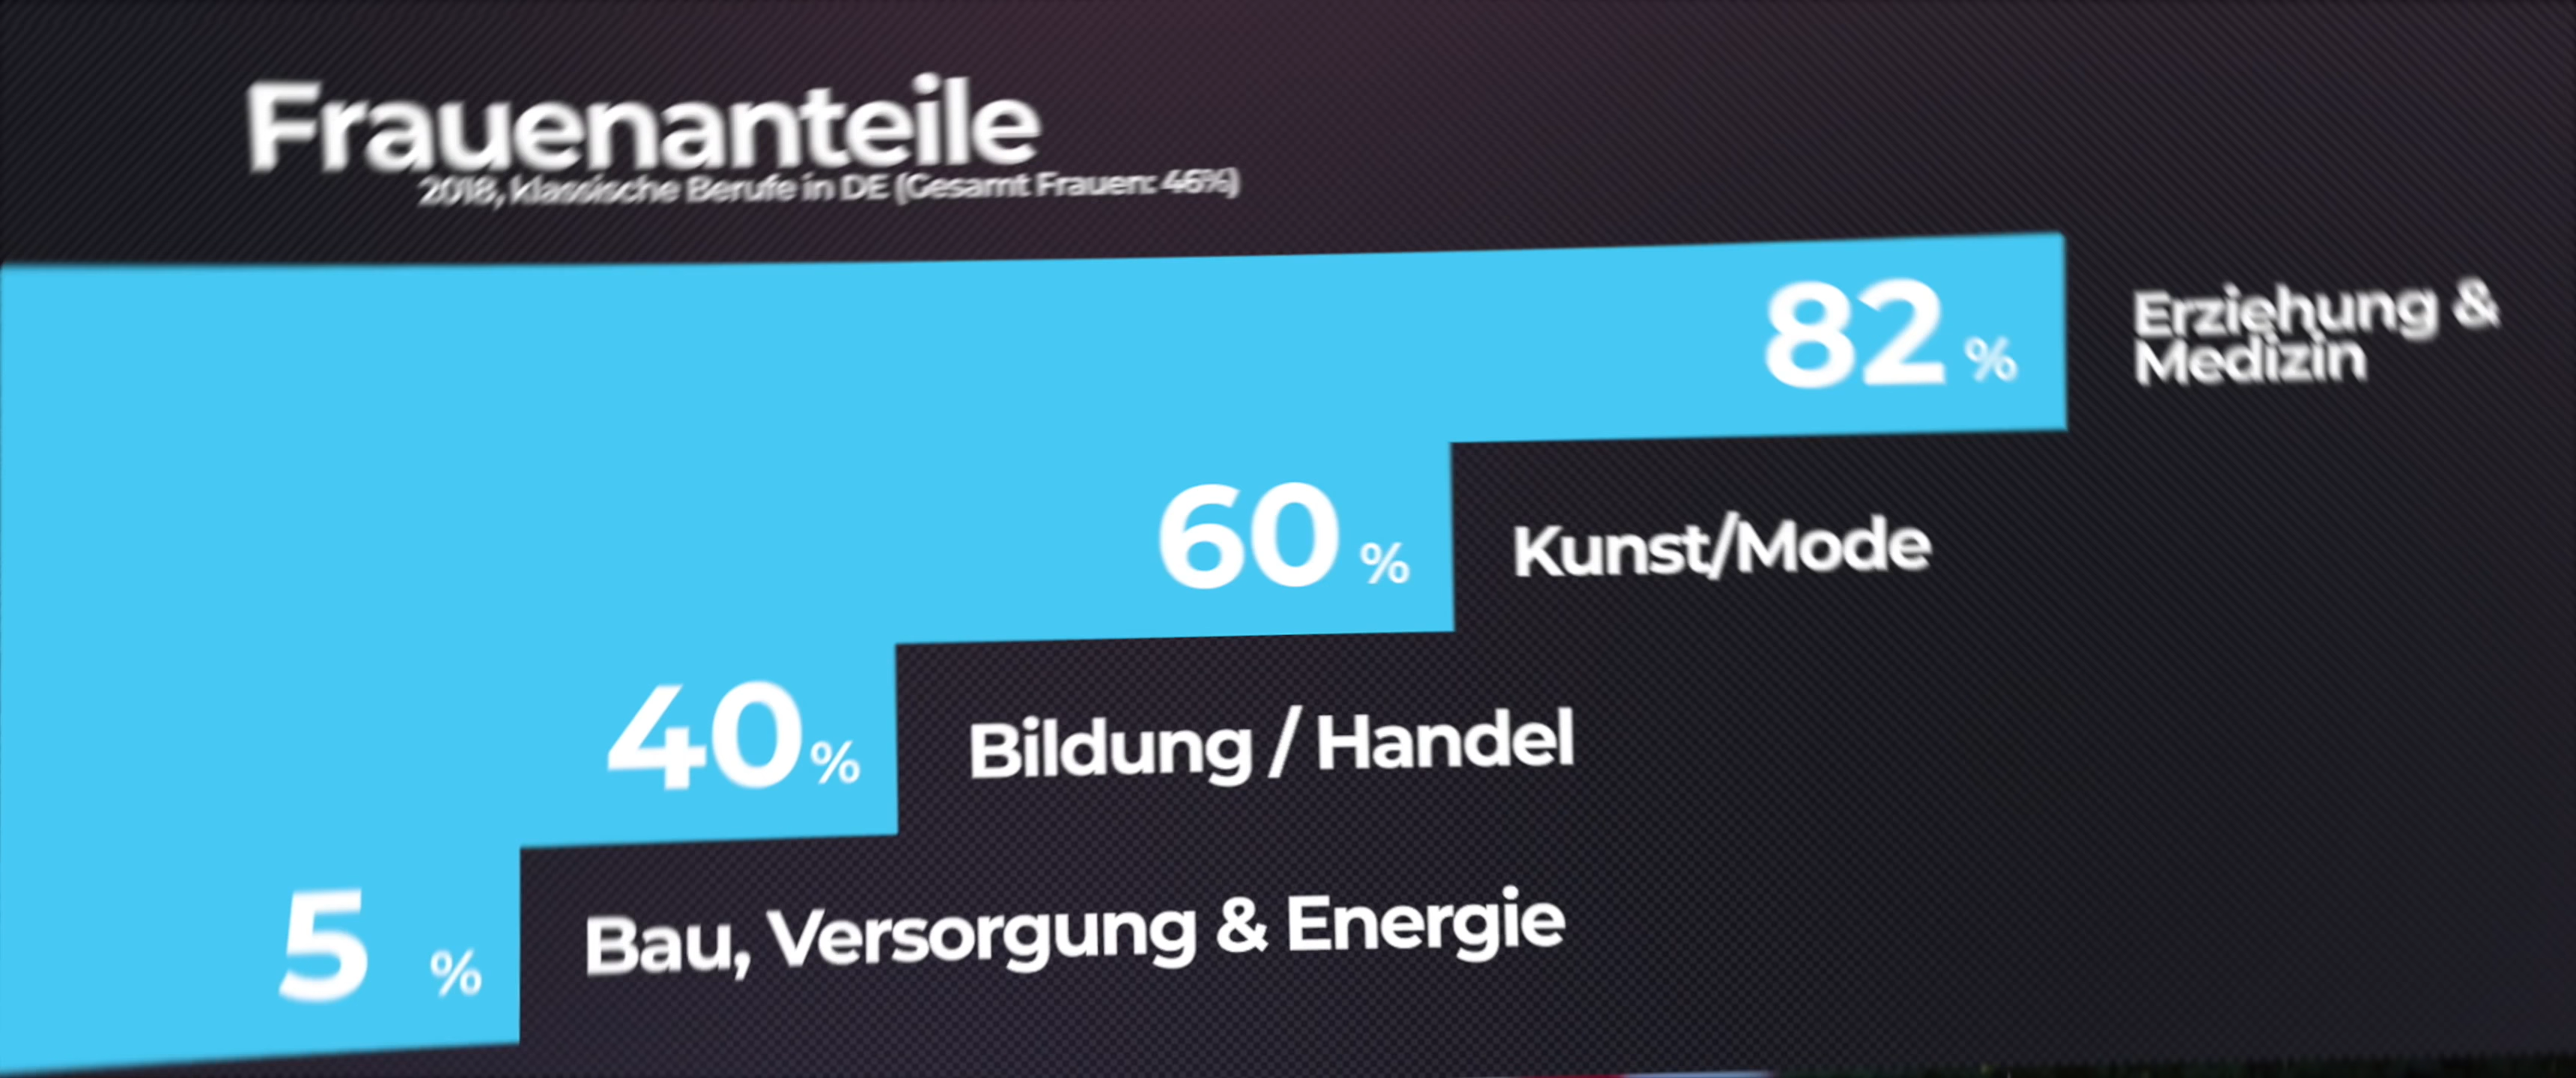 Frauenanteile
2018, klassische Berufe in DE (Gesamt Frauen: 46%)
82 %
Erziehung &
Medizin
60 %
Kunst/Mode
40 %
Bildung / Handel
5 %
Bau, Versorgung & Energie